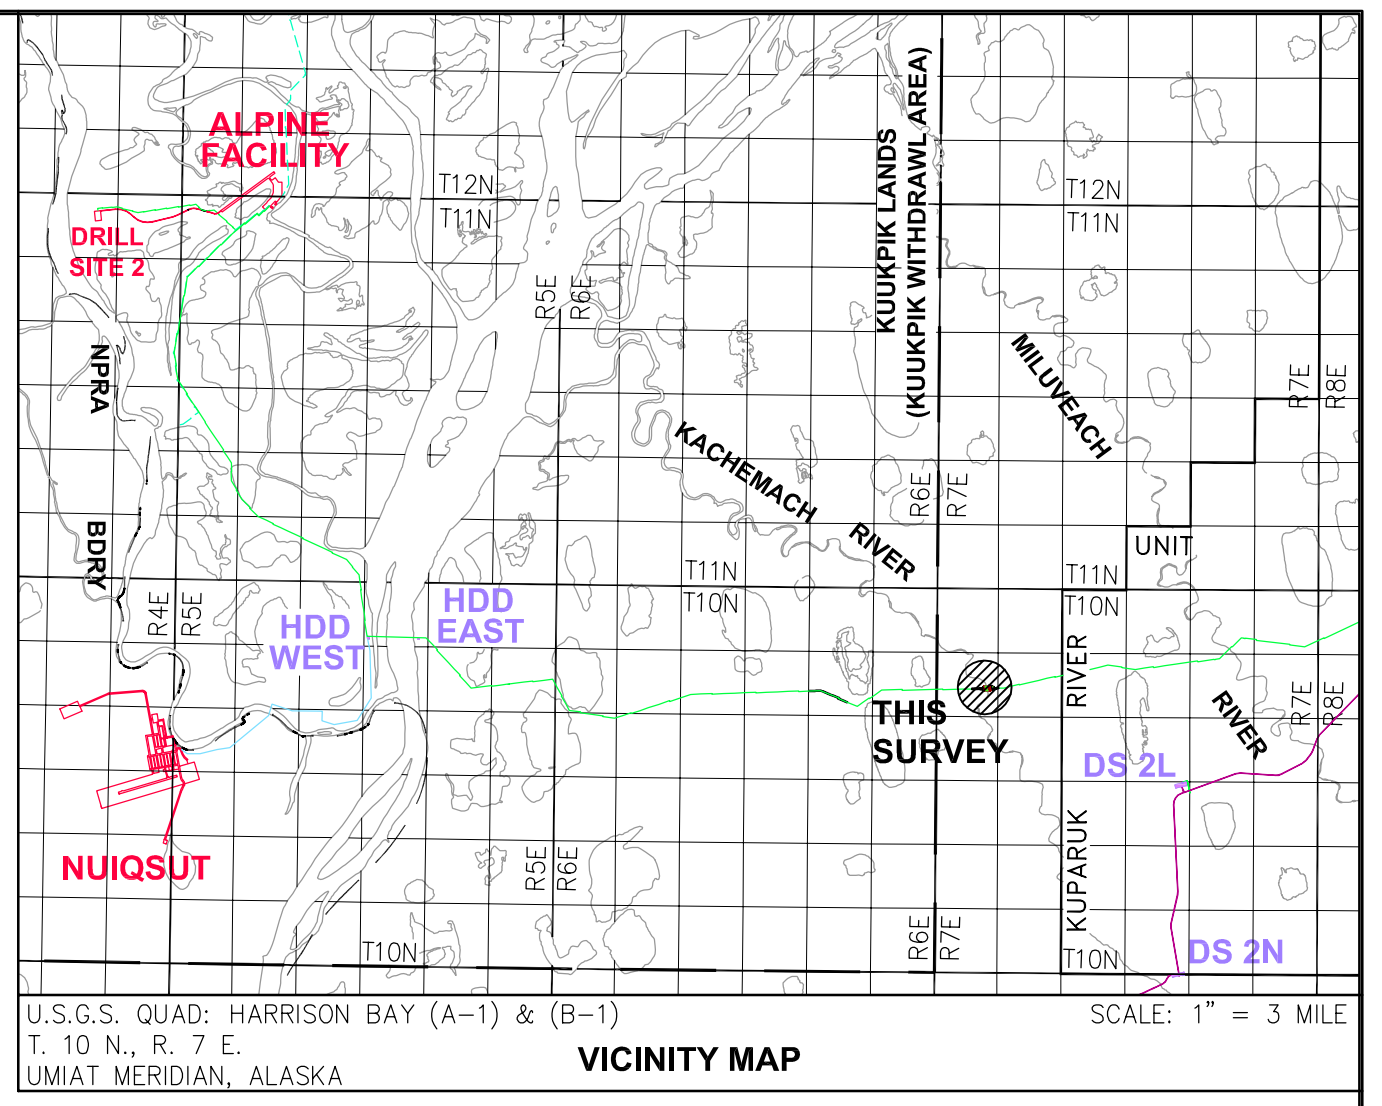 ALPINE
FACILITY
DRILL
SITE 2
T12N
T11N
R5E
R6E
KUUKPIK LANDS
(KUUKPIK WITHDRAWL AREA)
T12N
T11N
NPRA
BDRY
MILUVEACH
RIVER
R7E
R8E
KACHEMACH
RIVER
R6E
R7E
UNIT
T11N
T10N
T11N
T10N
R4E
R5E
HDD
WEST
HDD
EAST
RIVER
KUPARUK
THIS
SURVEY
R7E
R8E
DS 2L
NUIQSUT
R5E
R6E
R6E
R7E
T10N
T10N
DS 2N
U.S.G.S. QUAD: HARRISON BAY (A-1) & (B-1)
T. 10 N., R. 7 E.
UMIAT MERIDIAN, ALASKA
VICINITY MAP
SCALE: 1" = 3 MILE